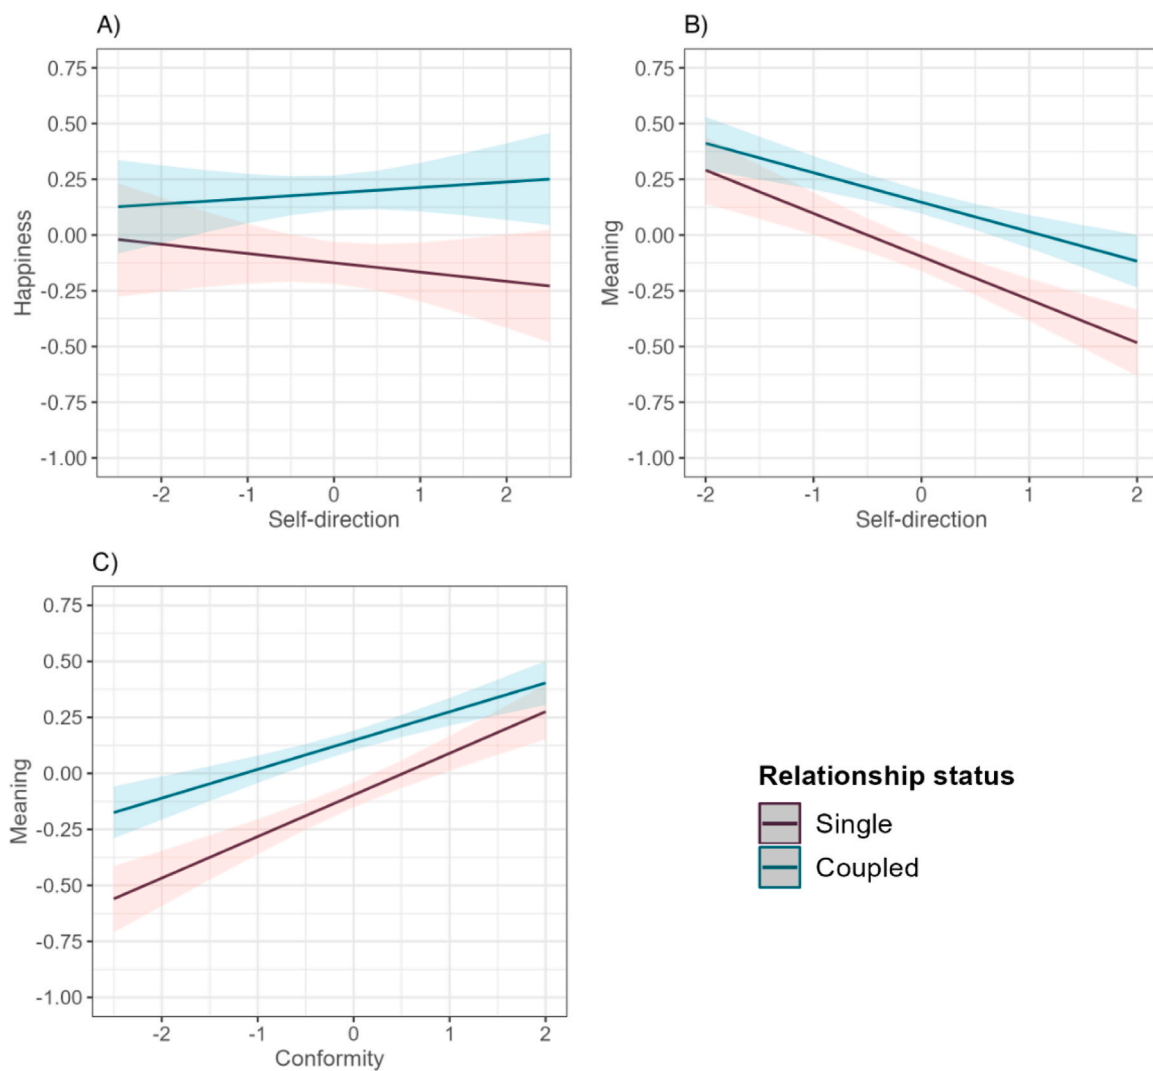 A)
0.75
0.50
0.25
0.00
-0.25
-0.50
-0.75
-1.00
Happiness
-2 -1 0 1 2
Self-direction
B)
0.75
0.50
0.25
0.00
-0.25
-0.50
-0.75
-1.00
Meaning
-2 -1 0 1 2
Self-direction
C)
0.75
0.50
0.25
0.00
-0.25
-0.50
-0.75
-1.00
Meaning
-2 -1 0 1 2
Conformity
Relationship status
Single
Coupled